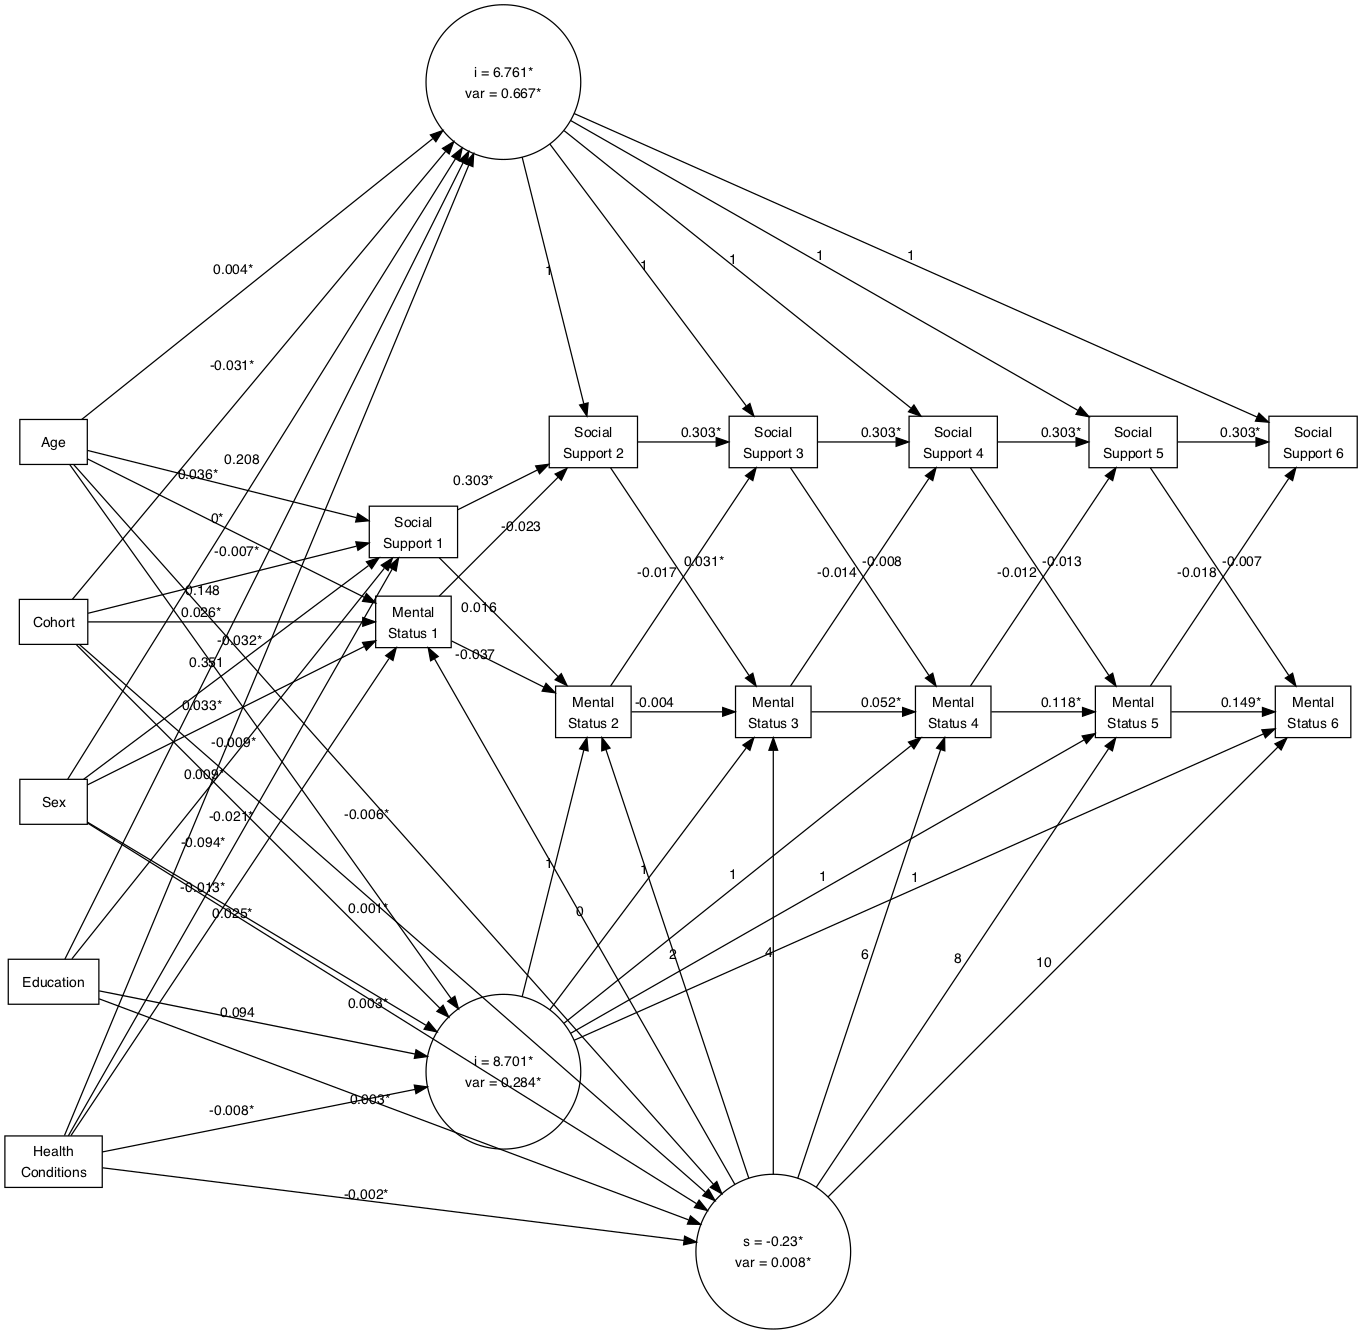 i = 6.761*
var = 0.667*
0.004*
1
1
1
1
1
-0.031*
Age
Social
Support 2
0.303*
Social
Support 3
0.303*
Social
Support 4
0.303*
Social
Support 5
0.303*
Social
Support 6
0.208
0.036*
0.303*
0*
-0.007*
Social
Support 1
-0.023
-0.017
0.031*
-0.014
-0.008
-0.012
-0.013
-0.018
-0.007
0.148
0.026*
Cohort
-0.032*
Mental
Status 1
0.016
0.351
-0.037
0.033*
-0.009*
Mental
Status 2
-0.004
Mental
Status 3
0.052*
Mental
Status 4
0.118*
Mental
Status 5
0.149*
Mental
Status 6
0.009*
Sex
-0.021*
-0.006*
-0.094*
-0.013*
0.025*
0.001*
1
1
1
1
1
0
2
4
6
8
10
Education
0.094
0.003*
i = 8.701*
var = 0.284*
-0.008*
0.003*
Health
Conditions
-0.002*
s = -0.23*
var = 0.008*